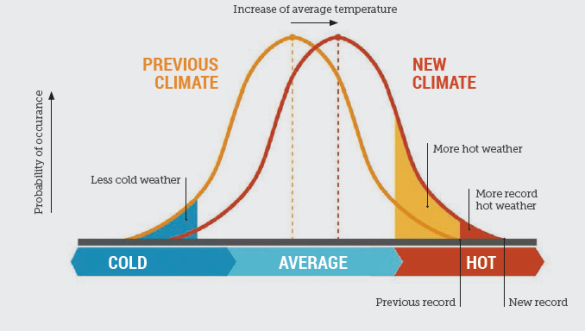 Increase of average temperature
PREVIOUS
CLIMATE
NEW
CLIMATE
Probability of occurance
Less cold weather
More hot weather
More record
hot weather
COLD
AVERAGE
HOT
Previous record
New record